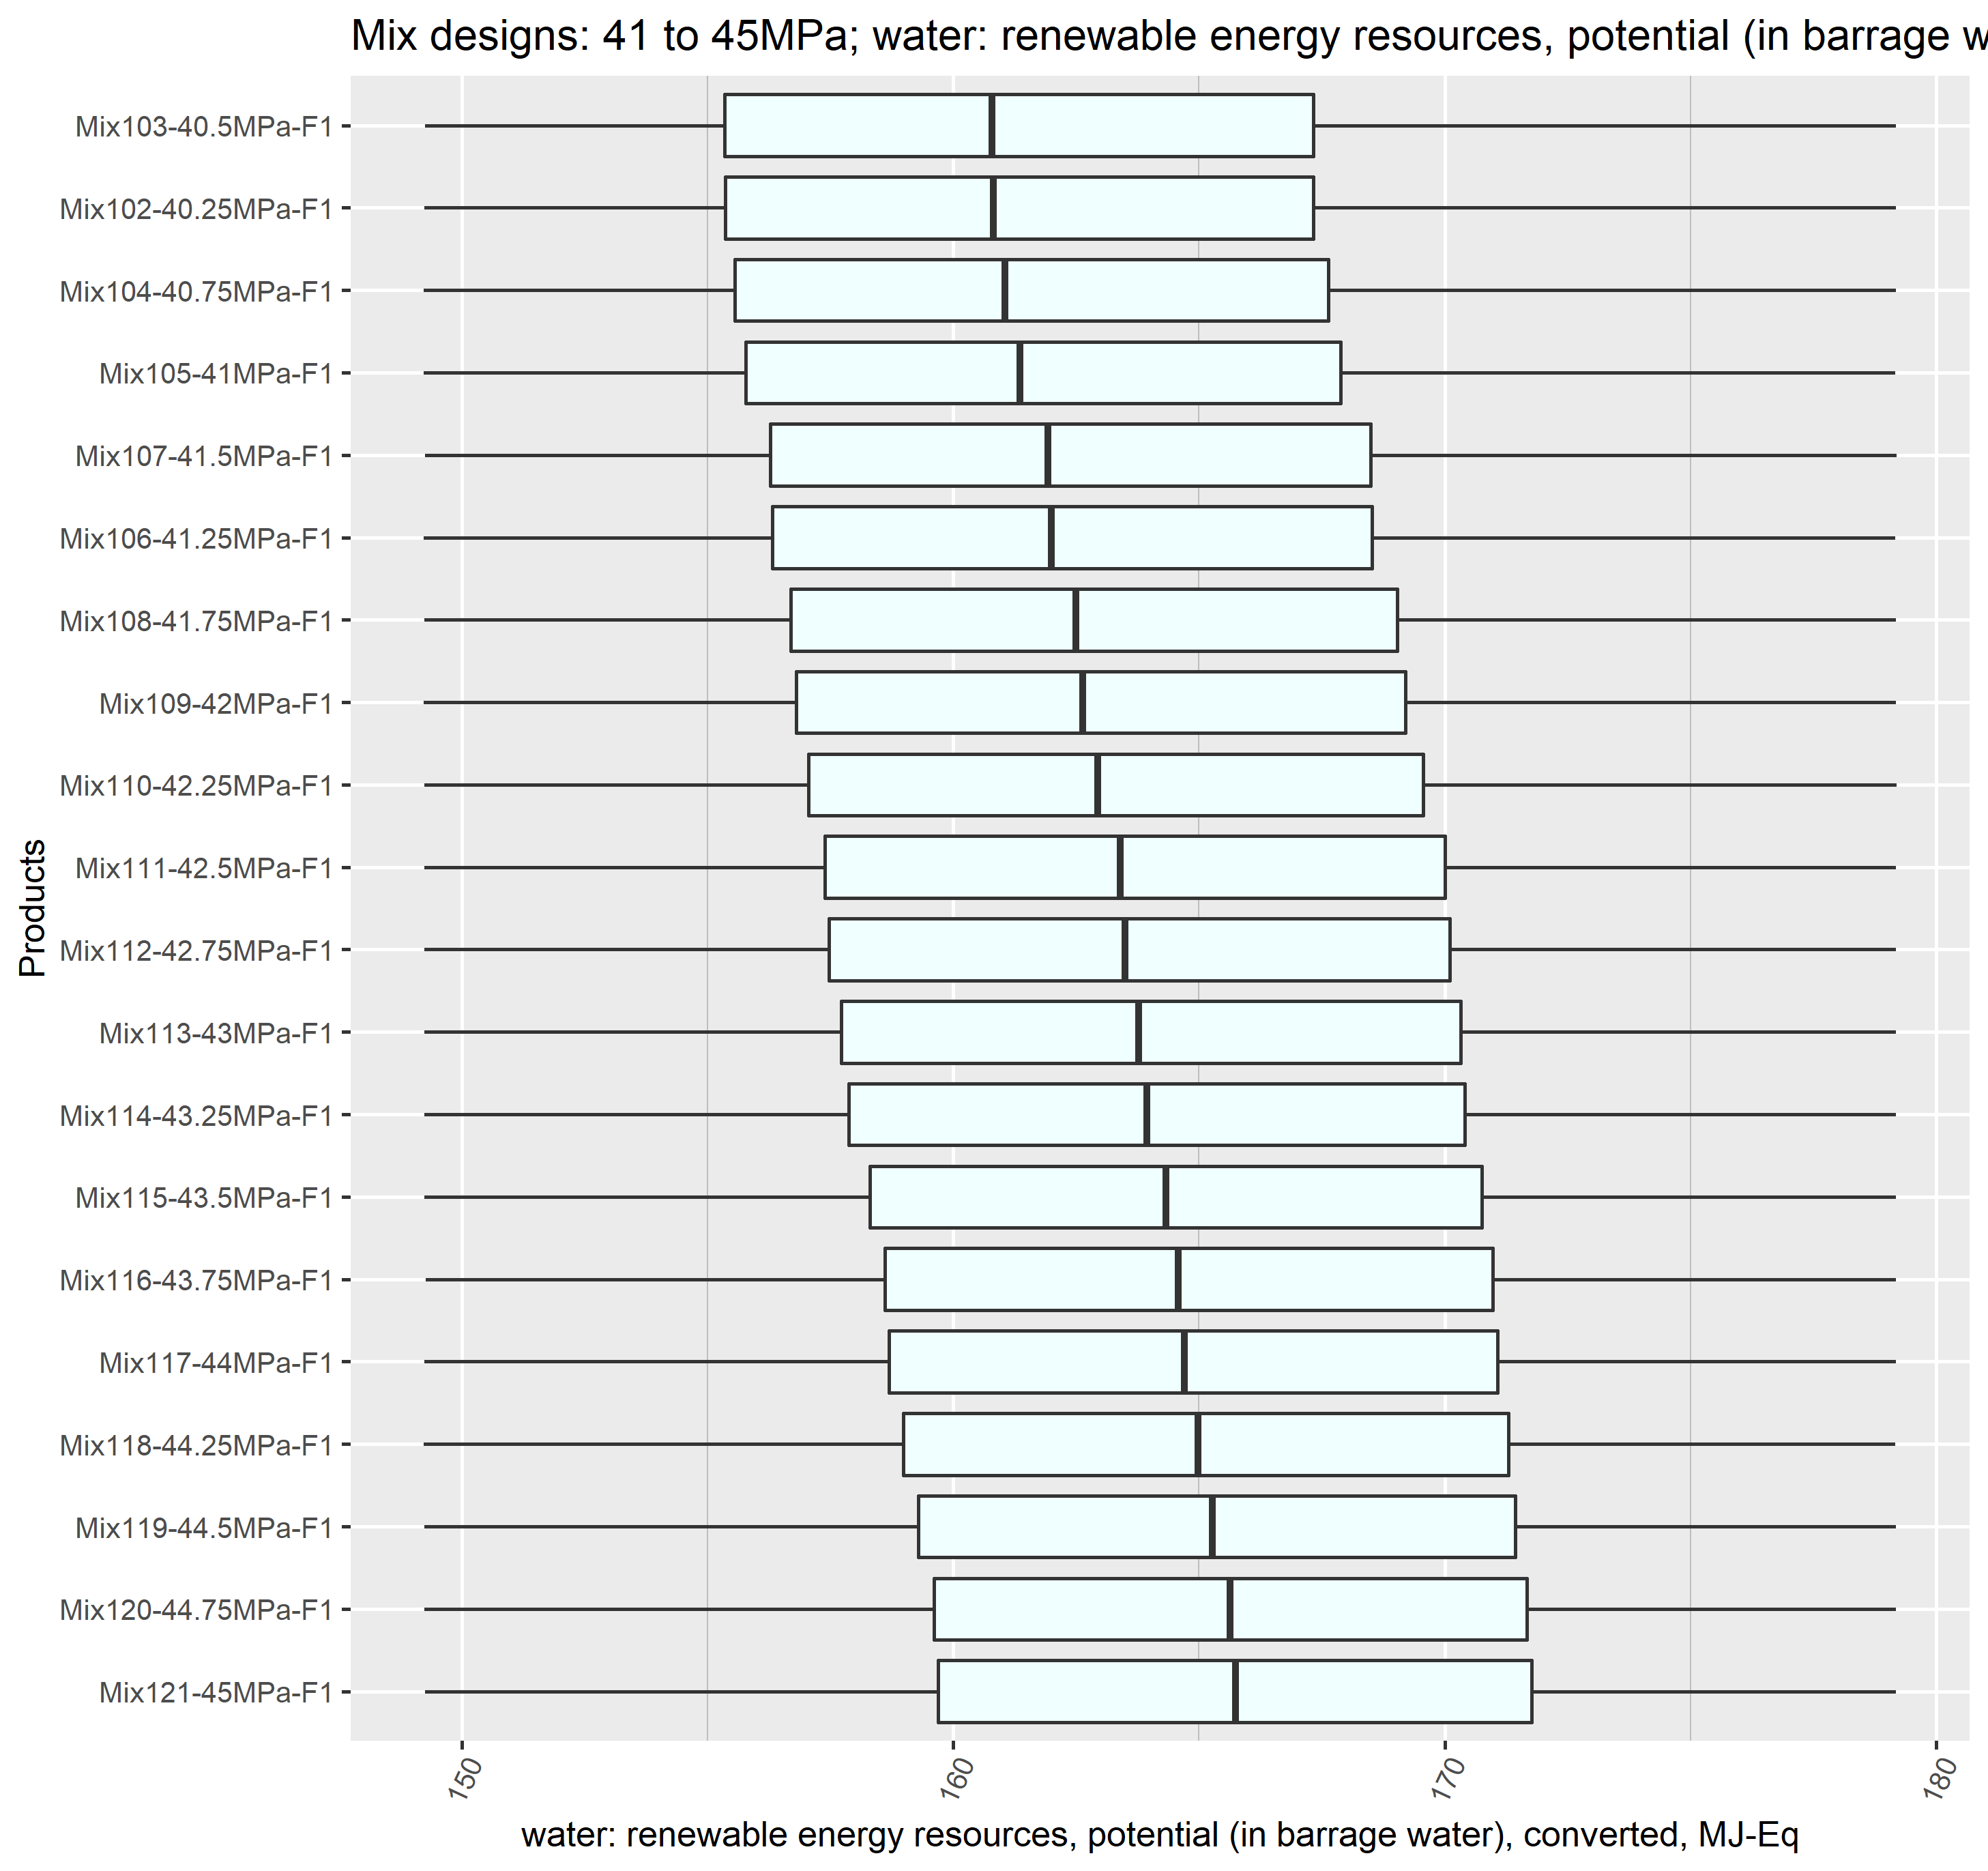 Mix designs: 41 to 45MPa; water: renewable energy resources, potential (in barrage w
Mix103-40.5MPa-F1
Mix102-40.25MPa-F1
Mix104-40.75MPa-F1
Mix105-41MPa-F1
Mix107-41.5MPa-F1
Mix106-41.25MPa-F1
Mix108-41.75MPa-F1
Mix109-42MPa-F1
Mix110-42.25MPa-F1
Mix111-42.5MPa-F1
Mix112-42.75MPa-F1
Mix113-43MPa-F1
Mix114-43.25MPa-F1
Mix115-43.5MPa-F1
Mix116-43.75MPa-F1
Mix117-44MPa-F1
Mix118-44.25MPa-F1
Mix119-44.5MPa-F1
Mix120-44.75MPa-F1
Mix121-45MPa-F1
Products
150 160 170 180
water: renewable energy resources, potential (in barrage water), converted, MJ-Eq